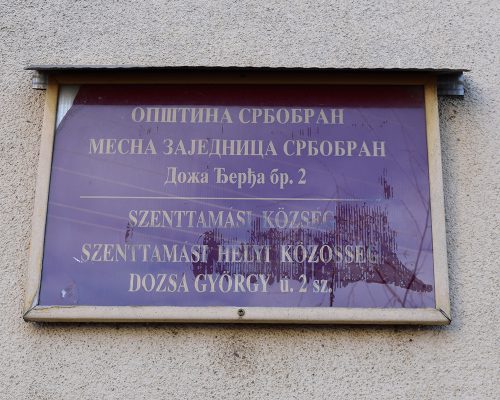 ОПШТИНА СРБОБРАН
МЕСНА ЗАЈЕДНИЦА СРБОБРАН
Дожа Ђерђа бр. 2
SZENTTAMÁSI KÖZSÉG
SZENTTAMÁSI HELYI KÖZÖSSÉG
DOZSA GYÖRGY u. 2 sz.